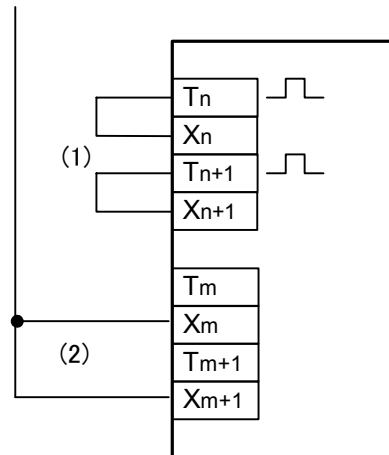 Tn
Xn
(1)
Tn+1
Xn+1
Tm
Xm
(2)
Tm+1
Xm+1